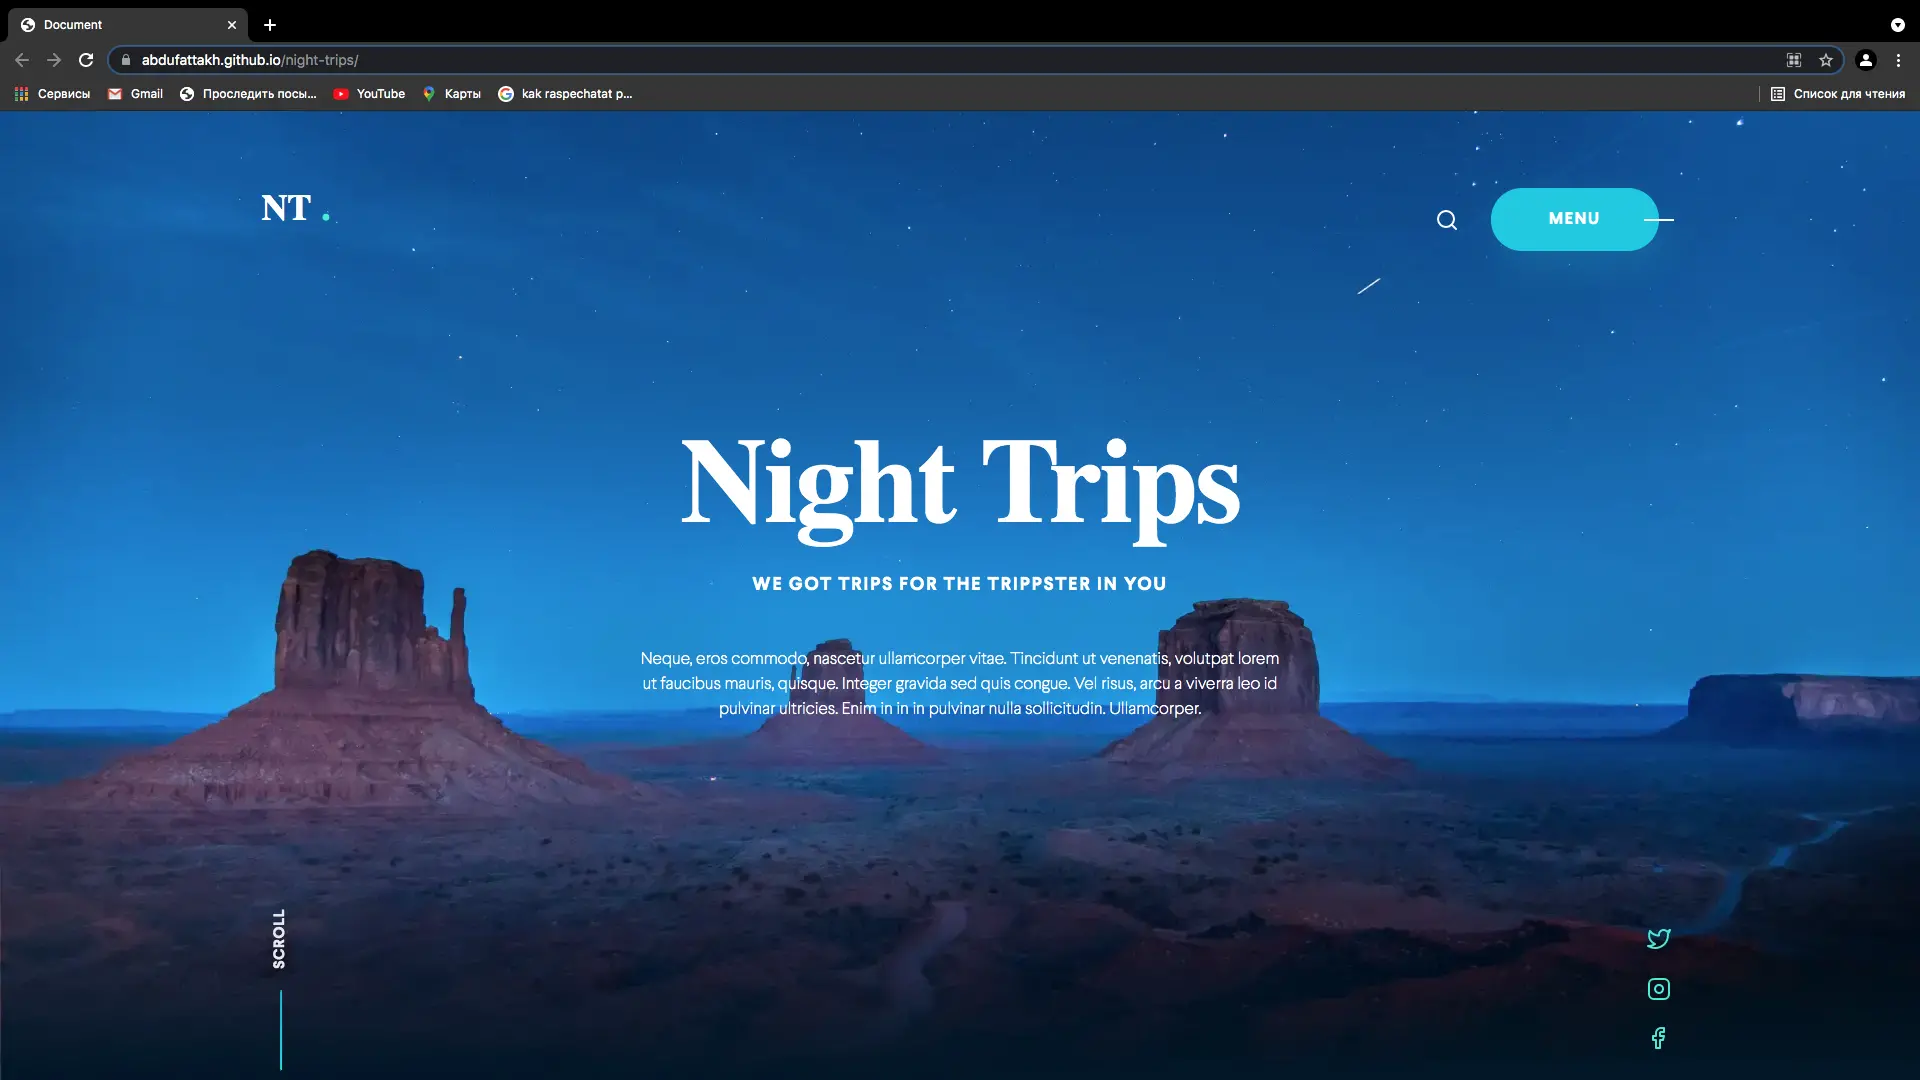 Document
abdufattakh.github.io/night-trips/
Сервисы
Gmail
Проследить посы...
YouTube
Карты
kak raspechatat p...
Список для чтения
NT .
MENU
Night Trips
WE GOT TRIPS FOR THE TRIPPSTER IN YOU
Neque, eros commodo, nascetur ullamcorper vitae. Tincidunt ut venenatis, volutpat lorem
ut faucibus mauris, quisque. Integer gravida sed quis congue. Vel risus, arcu a viverra leo id
pulvinar ultricies. Enim in in in pulvinar nulla sollicitudin. Ullamcorper.
SCROLL